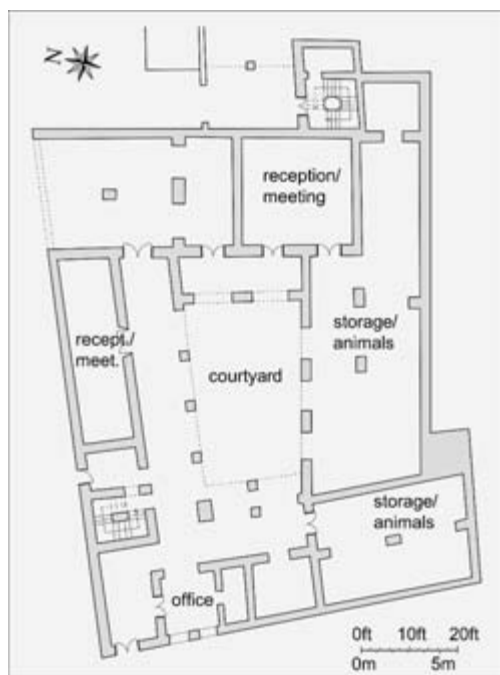 N
reception/
meeting
recept./
meet.
storage/
animals
courtyard
storage/
animals
office
0ft 10ft 20ft
0m 5m